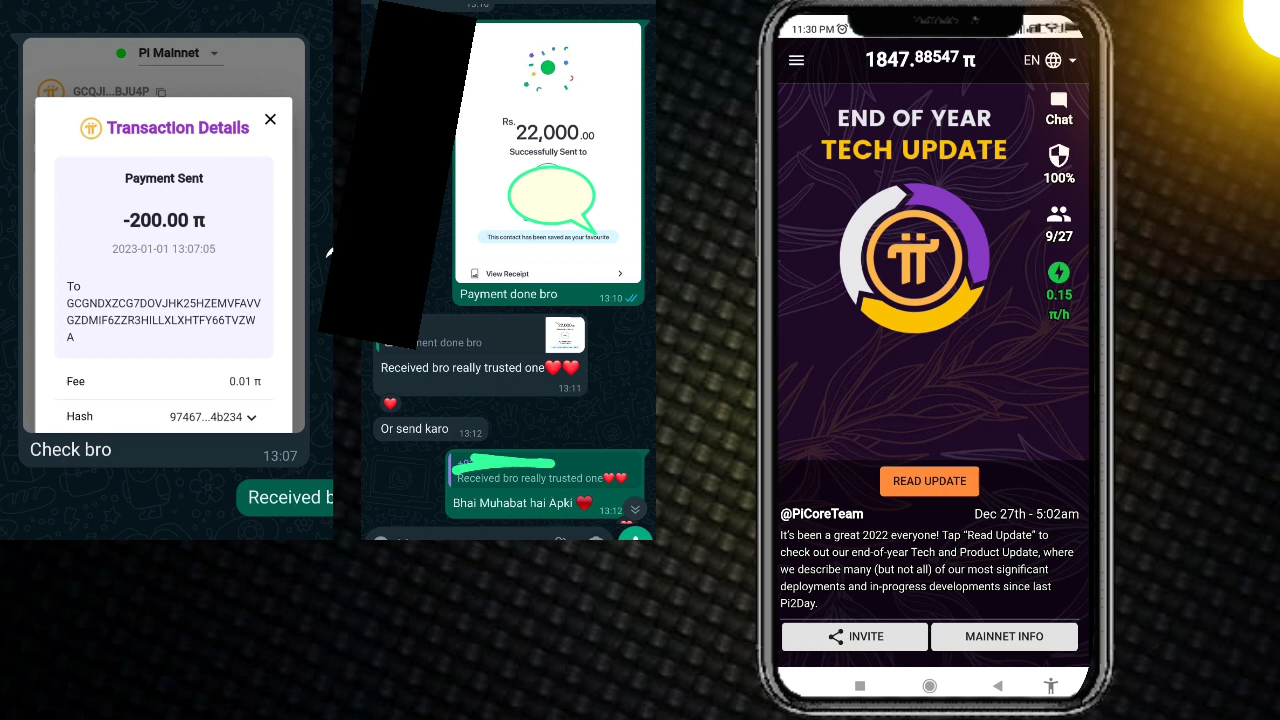 PI Mainnet
GCQJI...BJU4P
Transaction Details
Payment Sent
-200.00 π
2023-01-01 13:07:05
To
GCGNDXZCG7DOVJHK25HZEMVFAVV
GZDMIF6ZZR3HILLXLXHTFY66TVZW
A
Fee 0.01 π
Hash 97467...4b234
Check bro
13:07
Received b
Rs. 22,000.00
Successfully Sent to
This contact has been saved as your favourite
View Receipt
Payment done bro 13:10
ment done bro
Received bro really trusted one❤️❤️
13:11
❤️
Or send karo 13:12
Received bro really trusted one❤️❤️
Bhai Muhabat hai Apki ❤️ 13:12
11:30 PM
1847.88547 π
EN
END OF YEAR
TECH UPDATE
Chat
100%
9/27
0.15
π/h
READ UPDATE
@PiCoreTeam Dec 27th - 5:02am
It's been a great 2022 everyone! Tap “Read Update” to
check out our end-of-year Tech and Product Update, where
we describe many (but not all) of our most significant
deployments and in-progress developments since last
Pi2Day.
INVITE
MAINNET INFO